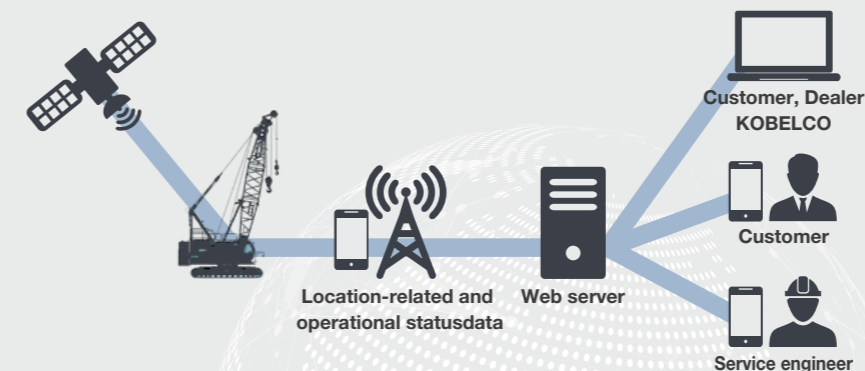 Customer, Dealer
KOBELCO
Customer
Location-related and
operational statusdata
Web server
Service engineer